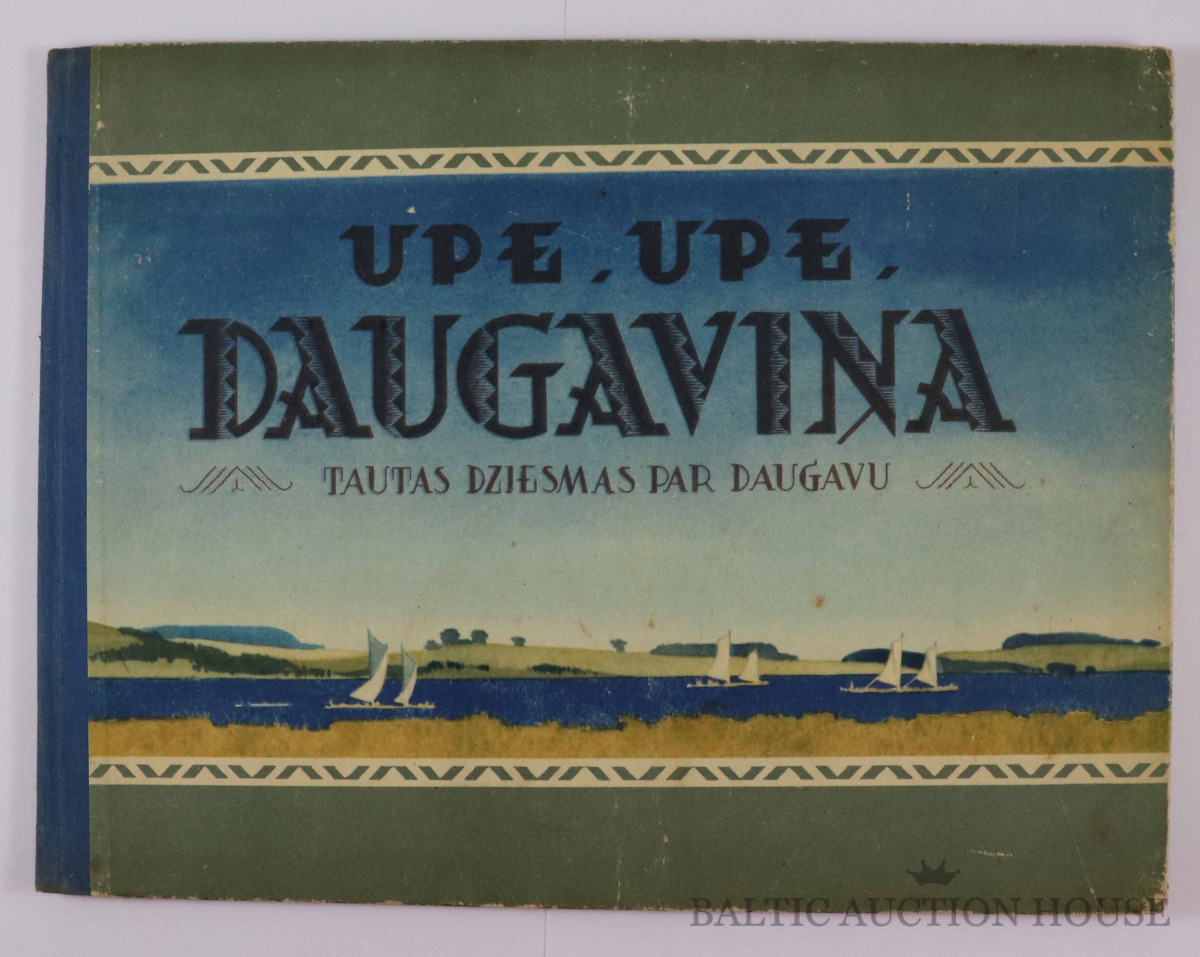 UPE, UPE,
DAUGAVIŅA
TAUTAS DZIESMAS PAR DAUGAVU
BALTIC AUCTION HOUSE